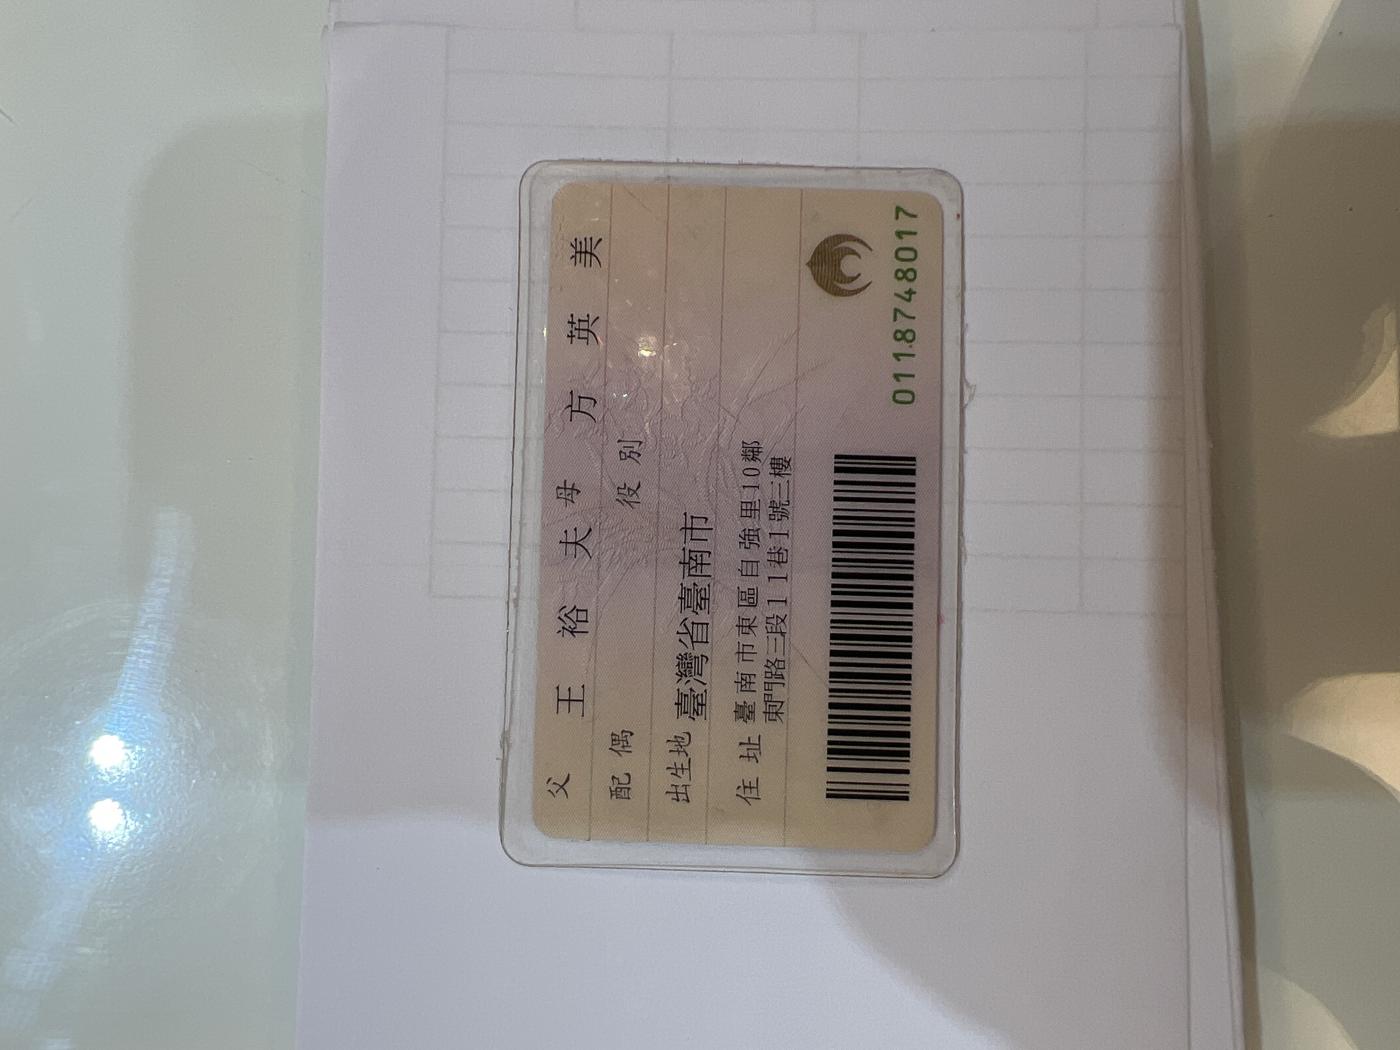 父 王裕夫 母 方英美
配偶 役別
出生地 臺灣省臺南市
住址 臺南市東區自強里10鄰
東門路三段11巷1號三樓
0118748017